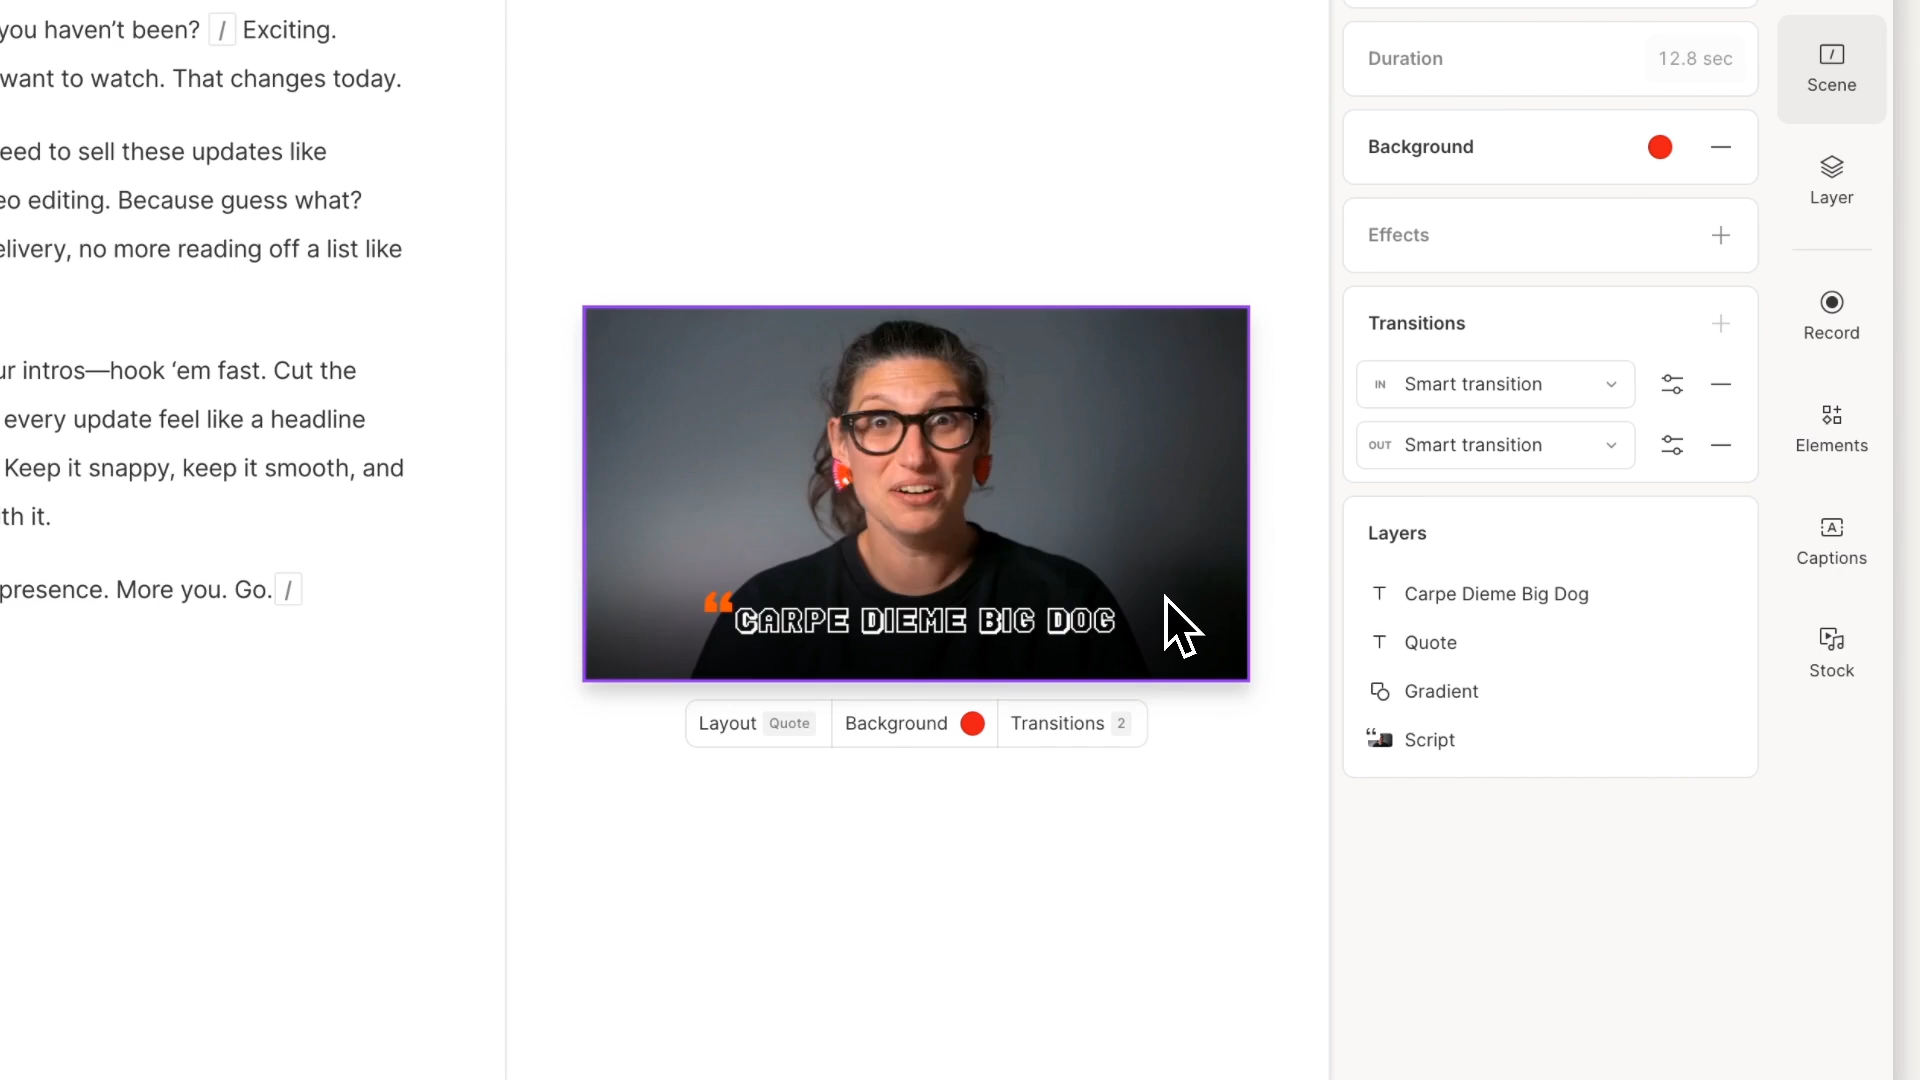 you haven’t been? / Exciting.
want to watch. That changes today.
eed to sell these updates like
eo editing. Because guess what?
elivery, no more reading off a list like
ur intros—hook ‘em fast. Cut the
every update feel like a headline
Keep it snappy, keep it smooth, and
th it.
presence. More you. Go. /
“CARPE DIEME BIG DOG
Layout Quote Background Transitions 2
Duration 12.8 sec
Background
Effects
Transitions
IN Smart transition
OUT Smart transition
Layers
T Carpe Dieme Big Dog
T Quote
Gradient
Script
Scene
Layer
Record
Elements
A
Captions
Stock